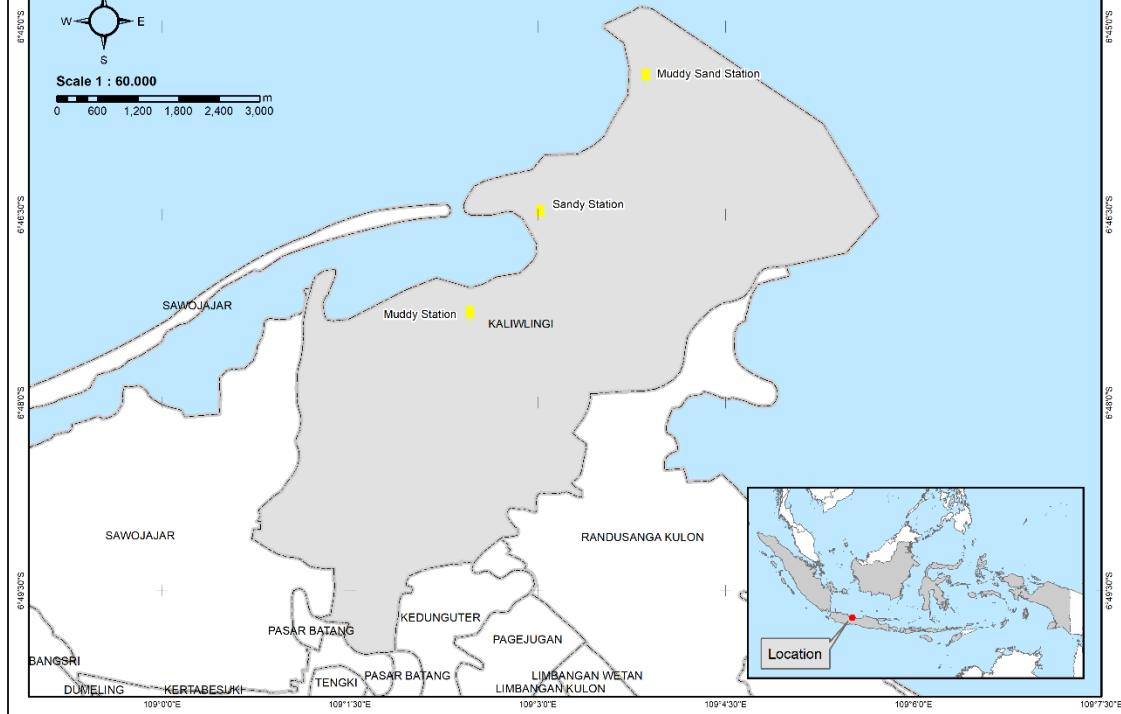 W E
S
Scale 1 : 60.000
m
0 600 1,200 1,800 2,400 3,000
6°45'0"S
6°45'0"S
Muddy Sand Station
Sandy Station
6°46'30"S
6°46'30"S
SAWOJAJAR
Muddy Station
KALIWLINGI
6°48'0"S
6°48'0"S
SAWOJAJAR
RANDUSANGA KULON
6°49'30"S
6°49'30"S
KEDUNGUTER
PASAR BATANG
PAGEJUGAN
Location
BANGSRI
PASAR BATANG
LIMBANGAN WETAN
TENGKI
DUMELING
KERTABESUKI
LIMBANGAN KULON
109°0'0"E
109°1'30"E
109°3'0"E
109°4'30"E
109°6'0"E
109°7'30"E